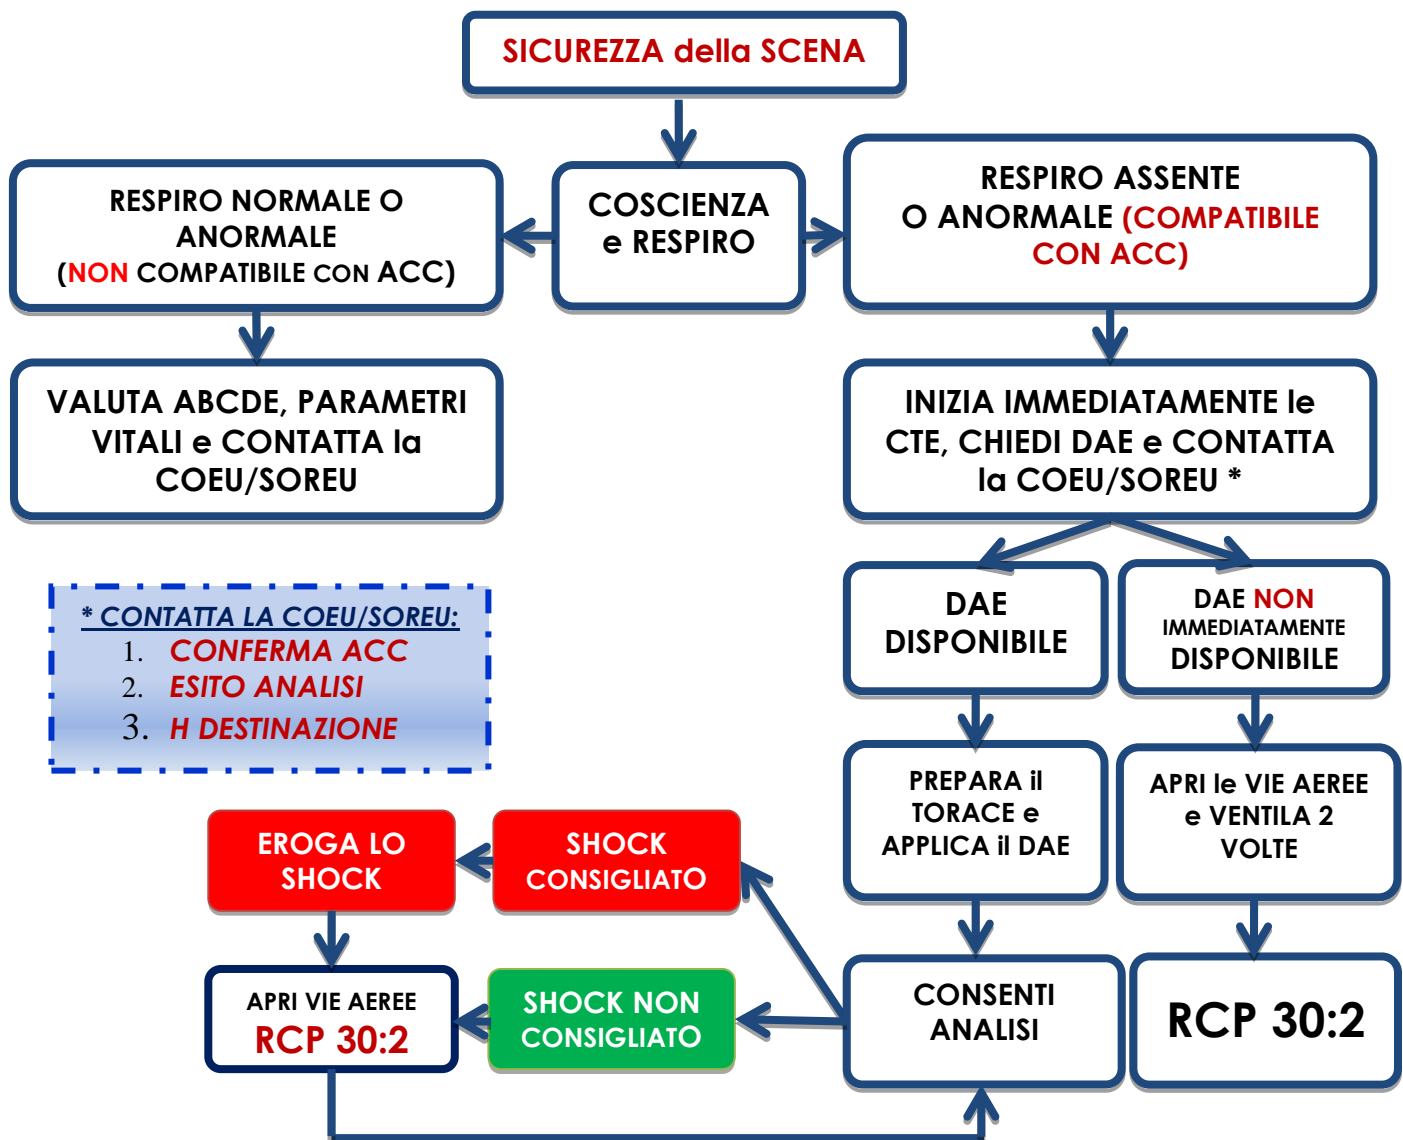 SICUREZZA della SCENA
RESPIRO NORMALE O
ANORMALE
(NON COMPATIBILE CON ACC)
COSCIENZA
e RESPIRO
RESPIRO ASSENTE
O ANORMALE (COMPATIBILE
CON ACC)
VALUTA ABCDE, PARAMETRI
VITALI e CONTATTA la
COEU/SOREU
INIZIA IMMEDIATAMENTE le
CTE, CHIEDI DAE e CONTATTA
la COEU/SOREU *
* CONTATTA LA COEU/SOREU:
1. CONFERMA ACC
2. ESITO ANALISI
3. H DESTINAZIONE
DAE
DISPONIBILE
DAE NON
IMMEDIATAMENTE
DISPONIBILE
PREPARA il
TORACE e
APPLICA il DAE
APRI le VIE AEREE
e VENTILA 2
VOLTE
EROGA LO
SHOCK
SHOCK
CONSIGLIATO
APRI VIE AEREE
RCP 30:2
SHOCK NON
CONSIGLIATO
CONSENTI
ANALISI
RCP 30:2